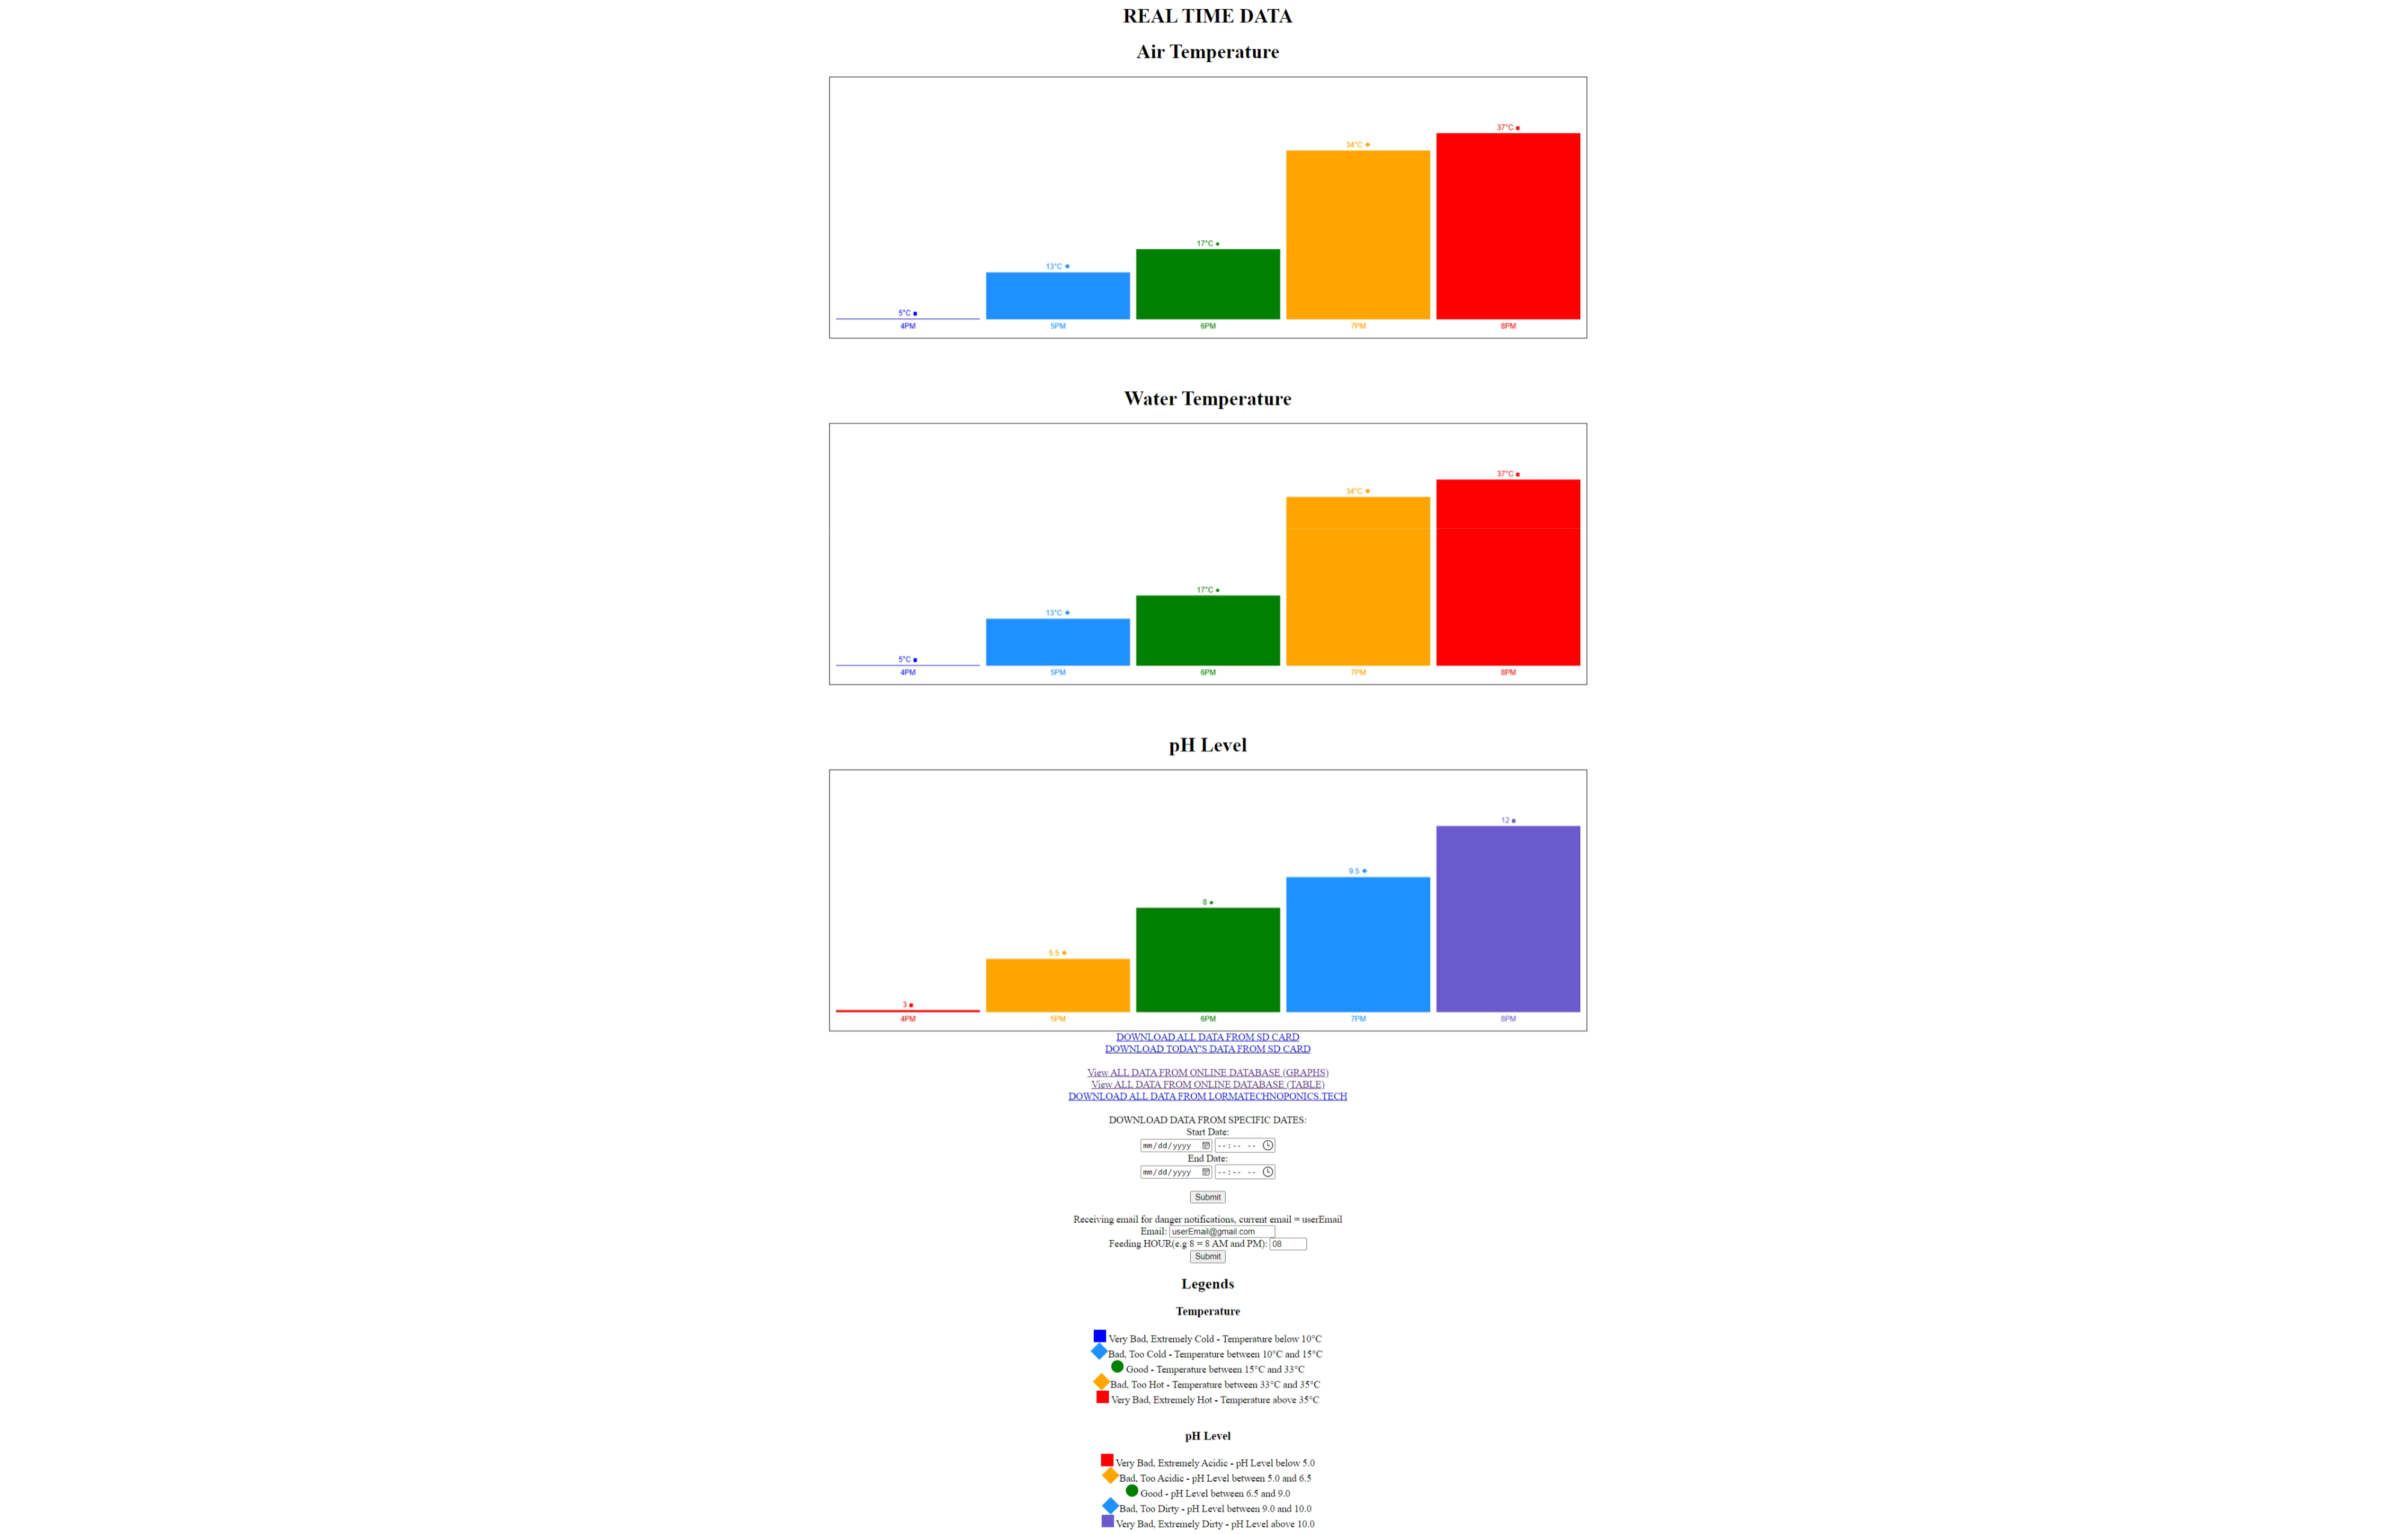 REAL TIME DATA
Air Temperature
37°C
34°C
17°C
13°C
5°C
4PM 5PM 6PM 7PM 8PM
Water Temperature
37°C
34°C
17°C
13°C
5°C
4PM 5PM 6PM 7PM 8PM
pH Level
12
9.5
8
5.5
3
4PM 5PM 6PM 7PM 8PM
DOWNLOAD ALL DATA FROM SD CARD
DOWNLOAD TODAY'S DATA FROM SD CARD
View ALL DATA FROM ONLINE DATABASE (GRAPHS)
View ALL DATA FROM ONLINE DATABASE (TABLE)
DOWNLOAD ALL DATA FROM LORMATECHNOPONICS.TECH
DOWNLOAD DATA FROM SPECIFIC DATES:
Start Date:
mm/dd/yyyy --:-- --
End Date:
mm/dd/yyyy --:-- --
Submit
Receiving email for danger notifications, current email = userEmail
Email: userEmail@gmail.com
Feeding HOUR(e.g 8 = 8 AM and PM): 08
Submit
Legends
Temperature
Very Bad, Extremely Cold - Temperature below 10°C
Bad, Too Cold - Temperature between 10°C and 15°C
Good - Temperature between 15°C and 33°C
Bad, Too Hot - Temperature between 33°C and 35°C
Very Bad, Extremely Hot - Temperature above 35°C
pH Level
Very Bad, Extremely Acidic - pH Level below 5.0
Bad, Too Acidic - pH Level between 5.0 and 6.5
Good - pH Level between 6.5 and 9.0
Bad, Too Dirty - pH Level between 9.0 and 10.0
Very Bad, Extremely Dirty - pH Level above 10.0